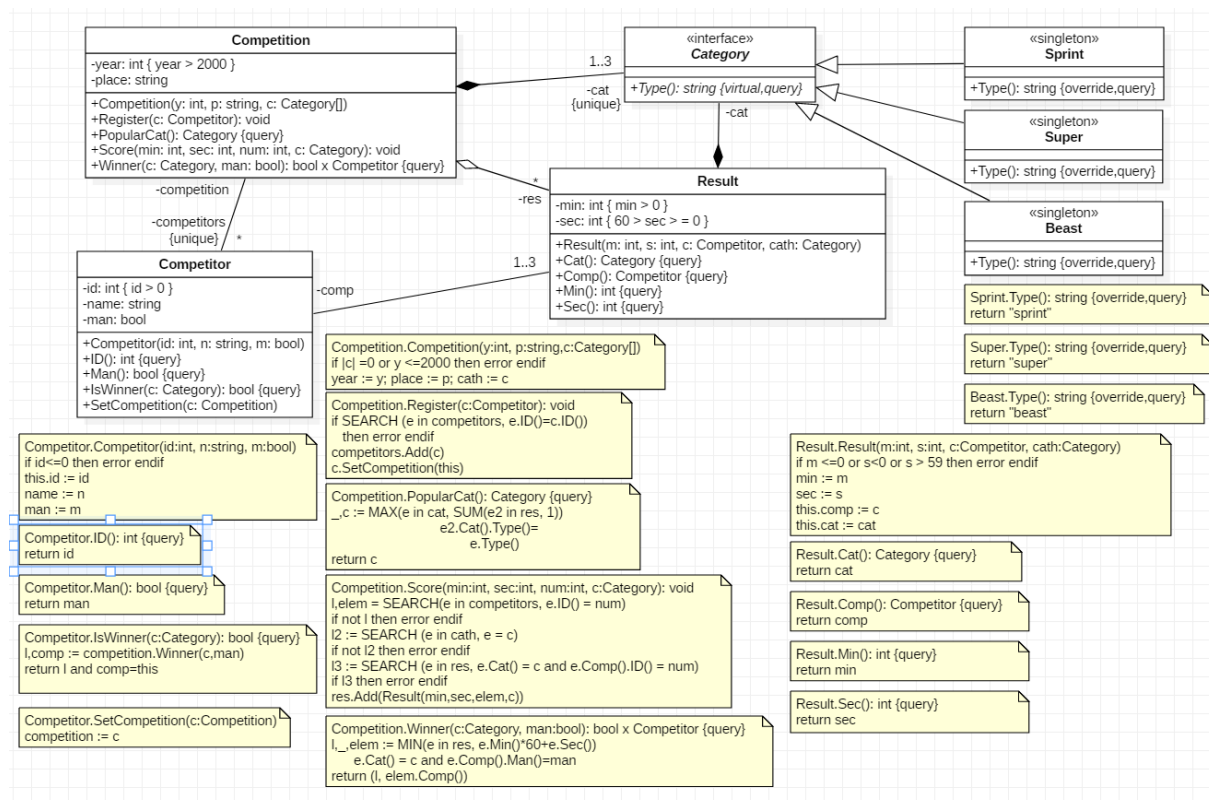 Competition
-year: int { year > 2000 }
-place: string
+Competition(y: int, p: string, c: Category[])
+Register(c: Competitor): void
+PopularCat(): Category {query}
+Score(min: int, sec: int, num: int, c: Category): void
+Winner(c: Category, man: bool): bool x Competitor {query}
1..3
-cat
{unique}
«interface»
Category
+Type(): string {virtual,query}
«singleton»
Sprint
+Type(): string {override,query}
«singleton»
Super
+Type(): string {override,query}
«singleton»
Beast
+Type(): string {override,query}
-cat
*
-res
Result
-min: int { min > 0 }
-sec: int { 60 > sec > = 0 }
+Result(m: int, s: int, c: Competitor, cath: Category)
+Cat(): Category {query}
+Comp(): Competitor {query}
+Min(): int {query}
+Sec(): int {query}
-competition
-competitors
{unique} *
1..3
-comp
Competitor
-id: int { id > 0 }
-name: string
-man: bool
+Competitor(id: int, n: string, m: bool)
+ID(): int {query}
+Man(): bool {query}
+IsWinner(c: Category): bool {query}
+SetCompetition(c: Competition)
Sprint.Type(): string {override,query}
return "sprint"
Super.Type(): string {override,query}
return "super"
Beast.Type(): string {override,query}
return "beast"
Competition.Competition(y:int, p:string,c:Category[])
if |c| =0 or y <=2000 then error endif
year := y; place := p; cath := c
Competition.Register(c:Competitor): void
if SEARCH (e in competitors, e.ID()=c.ID())
then error endif
competitors.Add(c)
c.SetCompetition(this)
Competition.PopularCat(): Category {query}
_,c := MAX(e in cat, SUM(e2 in res, 1))
e2.Cat().Type()=
e.Type()
return c
Competition.Score(min:int, sec:int, num:int, c:Category): void
l,elem = SEARCH(e in competitors, e.ID() = num)
if not l then error endif
l2 := SEARCH (e in cath, e = c)
if not l2 then error endif
l3 := SEARCH (e in res, e.Cat() = c and e.Comp().ID() = num)
if l3 then error endif
res.Add(Result(min,sec,elem,c))
Competition.Winner(c:Category, man:bool): bool x Competitor {query}
l,_,elem := MIN(e in res, e.Min()*60+e.Sec())
e.Cat() = c and e.Comp().Man()=man
return (l, elem.Comp())
Competitor.Competitor(id:int, n:string, m:bool)
if id<=0 then error endif
this.id := id
name := n
man := m
Competitor.ID(): int {query}
return id
Competitor.Man(): bool {query}
return man
Competitor.IsWinner(c:Category): bool {query}
l,comp := competition.Winner(c,man)
return l and comp=this
Competitor.SetCompetition(c:Competition)
competition := c
Result.Result(m:int, s:int, c:Competitor, cath:Category)
if m <=0 or s<0 or s > 59 then error endif
min := m
sec := s
this.comp := c
this.cat := cat
Result.Cat(): Category {query}
return cat
Result.Comp(): Competitor {query}
return comp
Result.Min(): int {query}
return min
Result.Sec(): int {query}
return sec